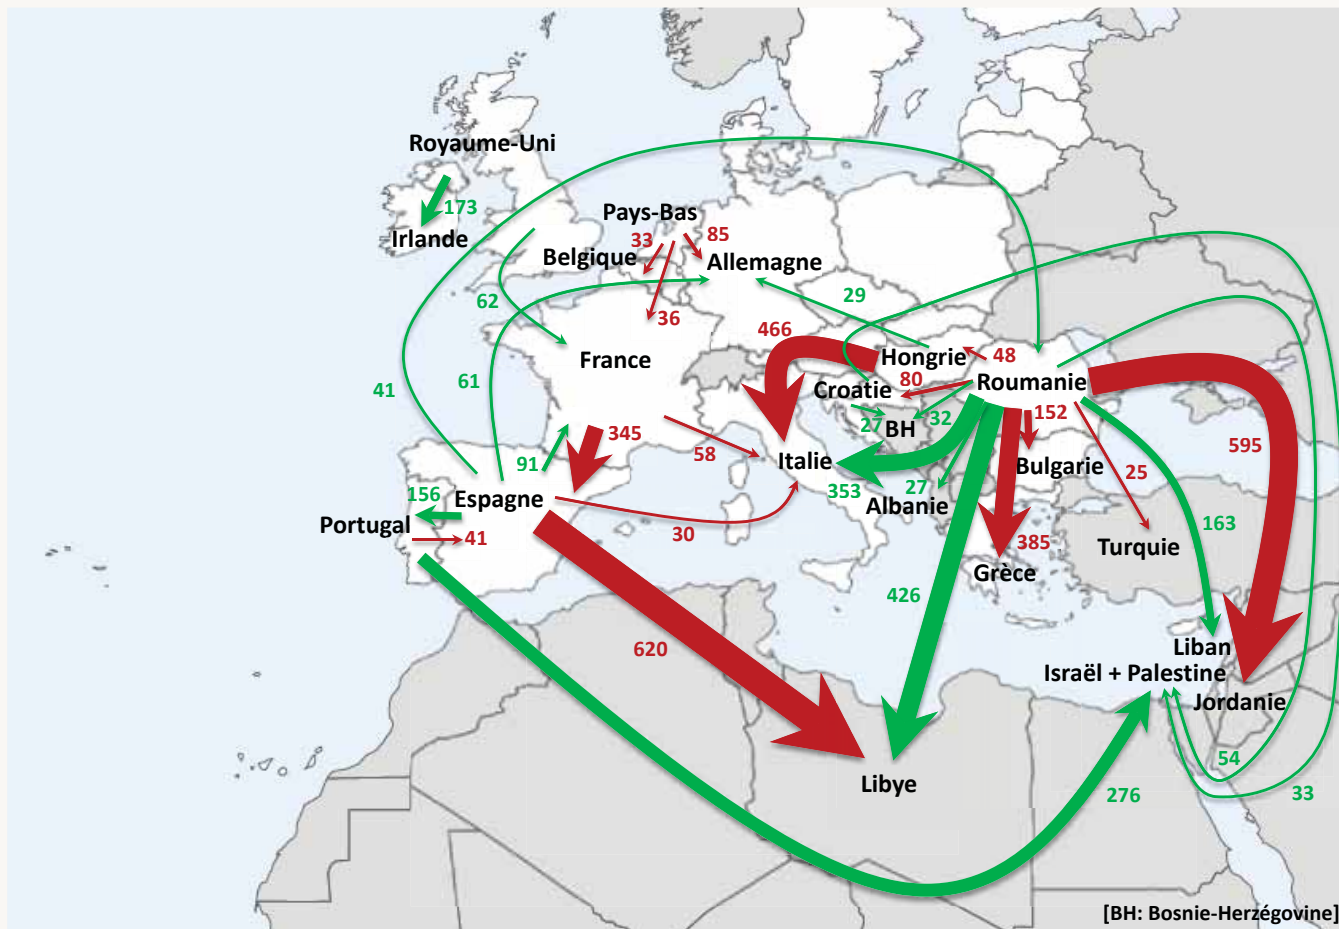 Royaume-Uni
173
Irlande
Pays-Bas
33
85
Belgique
Allemagne
62
29
36
466
France
Hongrie
48
41
61
Croatie
80
Roumanie
27
BH
32
152
345
58
Italie
Bulgarie
25
595
91
353
27
Albanie
156
Espagne
Portugal
41
30
385
Turquie
163
Grèce
426
620
Liban
Israël + Palestine
Jordanie
Libye
54
276
33
[BH: Bosnie-Herzégovine]